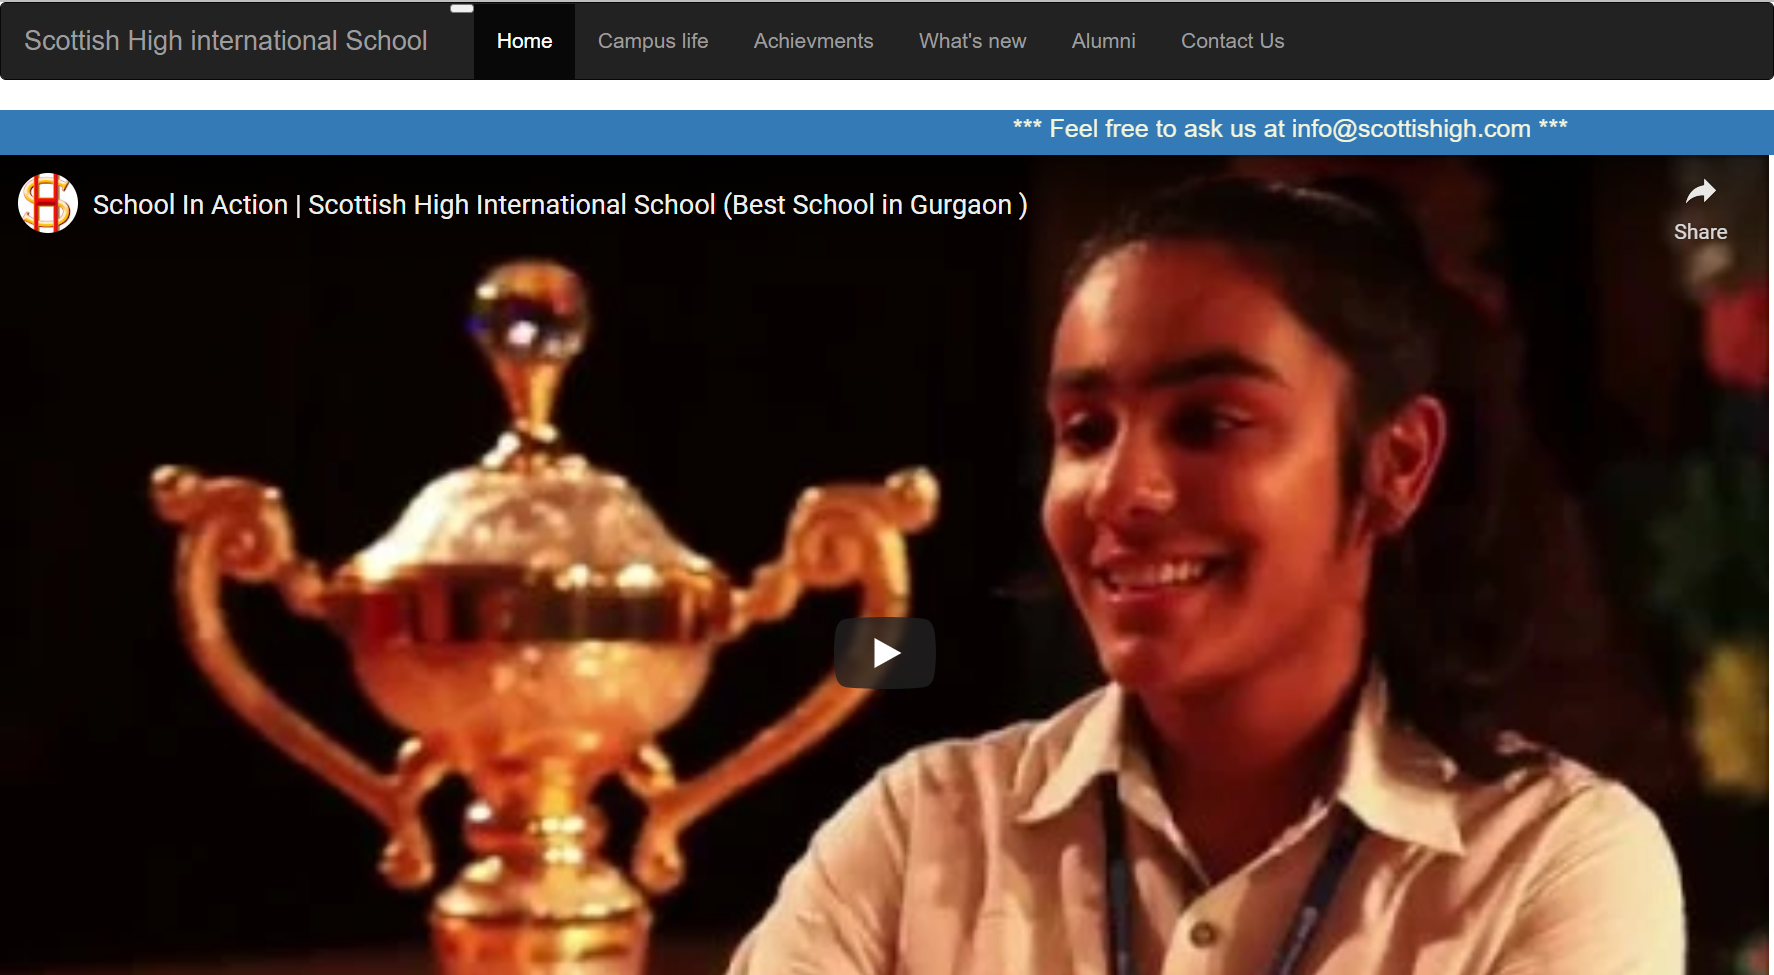 Scottish High international School
Home Campus life Achievments What's new Alumni Contact Us
*** Feel free to ask us at info@scottishigh.com ***
School In Action | Scottish High International School (Best School in Gurgaon )
Share